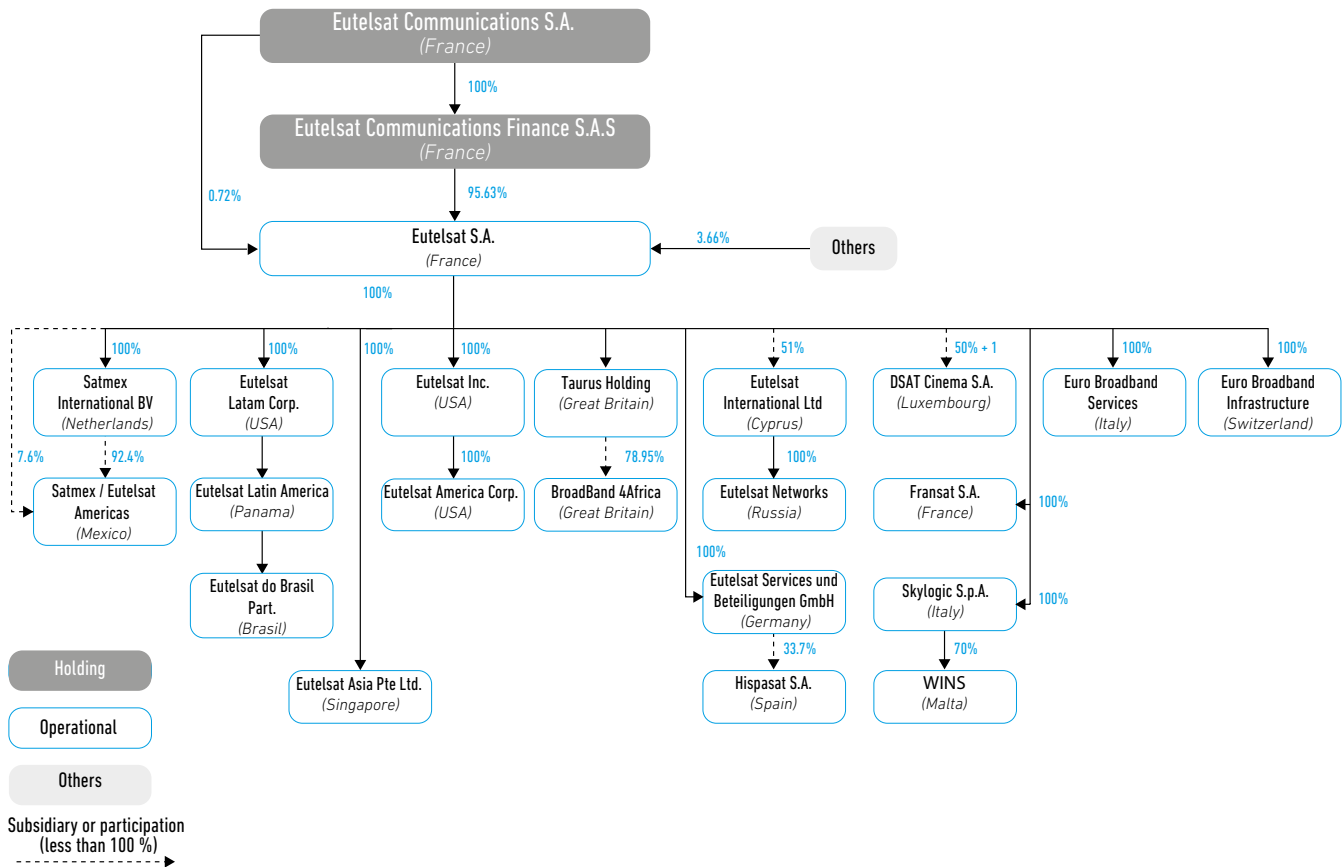 Eutelsat Communications S.A.
(France)
100%
Eutelsat Communications Finance S.A.S
(France)
0.72%
95.63%
Eutelsat S.A.
(France)
3.66%
Others
100%
100%
100%
100%
100%
51%
50% + 1
100%
100%
Satmex
International BV
(Netherlands)
Eutelsat
Latam Corp.
(USA)
Eutelsat Inc.
(USA)
Taurus Holding
(Great Britain)
Eutelsat
International Ltd
(Cyprus)
DSAT Cinema S.A.
(Luxembourg)
Euro Broadband
Services
(Italy)
Euro Broadband
Infrastructure
(Switzerland)
7.6%
92.4%
100%
78.95%
100%
Satmex / Eutelsat
Americas
(Mexico)
Eutelsat Latin America
(Panama)
Eutelsat America Corp.
(USA)
BroadBand 4Africa
(Great Britain)
Eutelsat Networks
(Russia)
Fransat S.A.
(France)
100%
100%
Eutelsat do Brasil
Part.
(Brasil)
Eutelsat Services und
Beteiligungen GmbH
(Germany)
Skylogic S.p.A.
(Italy)
100%
33.7%
70%
Eutelsat Asia Pte Ltd.
(Singapore)
Hispasat S.A.
(Spain)
WINS
(Malta)
Holding
Operational
Others
Subsidiary or participation
(less than 100 %)